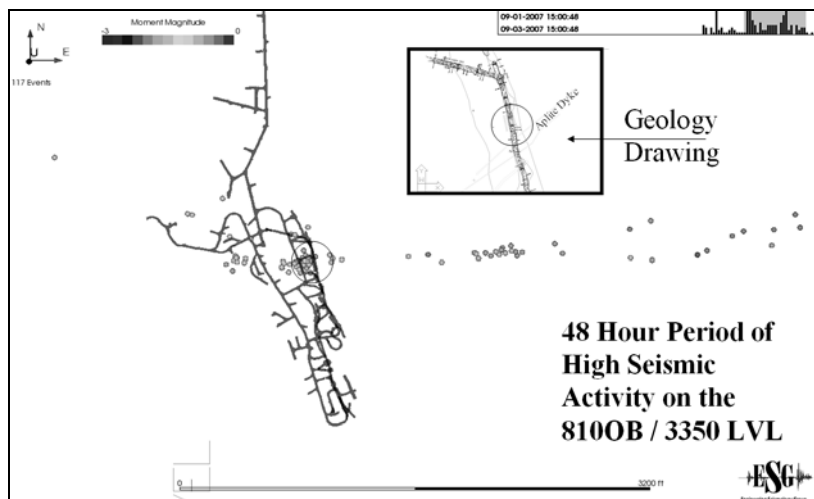 Moment Magnitude
-3
0
09-01-2007 15:00:48
09-03-2007 15:00:48
N
U
E
117 Events
Aplite Dyke
Geology
Drawing
48 Hour Period of
High Seismic
Activity on the
810OB / 3350 LVL
0
3200 ft
ESG